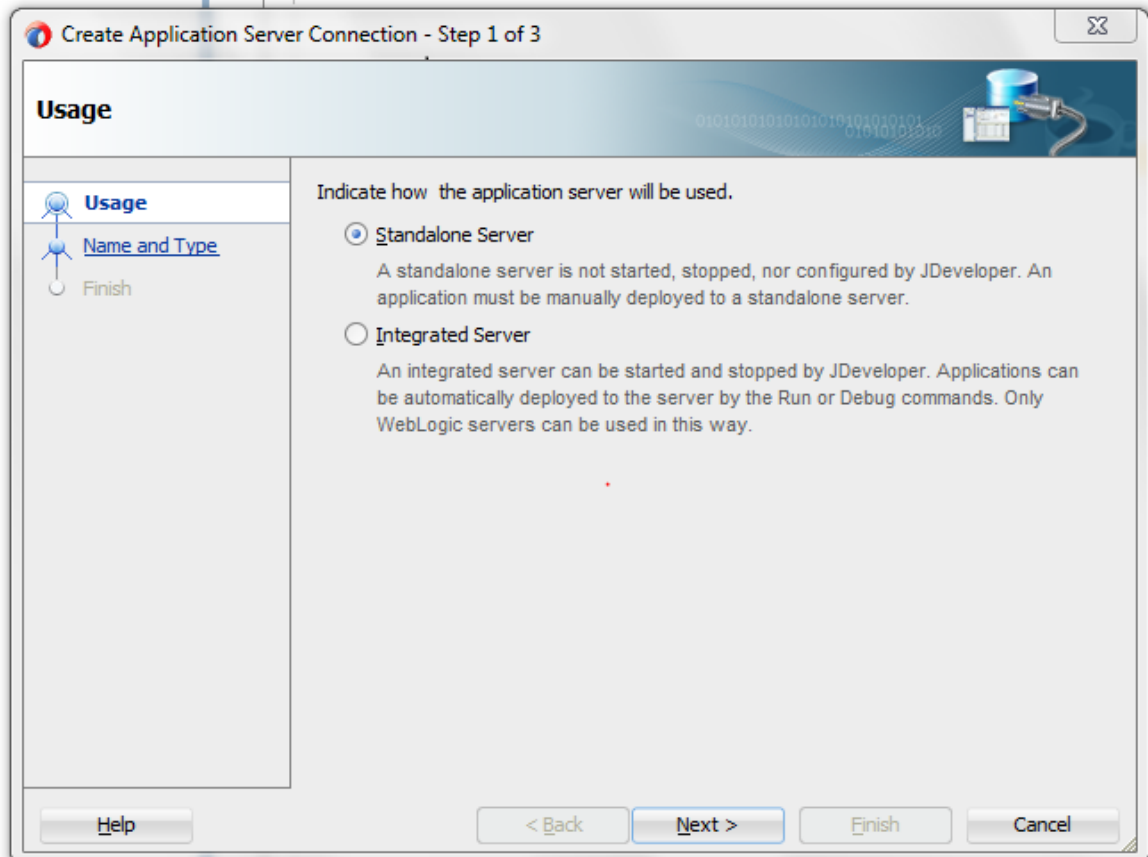 Create Application Server Connection - Step 1 of 3
Usage
010101010101010101010101010101
01010101010
Usage
Name and Type
Finish
Indicate how the application server will be used.
Standalone Server
A standalone server is not started, stopped, nor configured by JDeveloper. An
application must be manually deployed to a standalone server.
Integrated Server
An integrated server can be started and stopped by JDeveloper. Applications can
be automatically deployed to the server by the Run or Debug commands. Only
WebLogic servers can be used in this way.
Help
< Back
Next >
Finish
Cancel